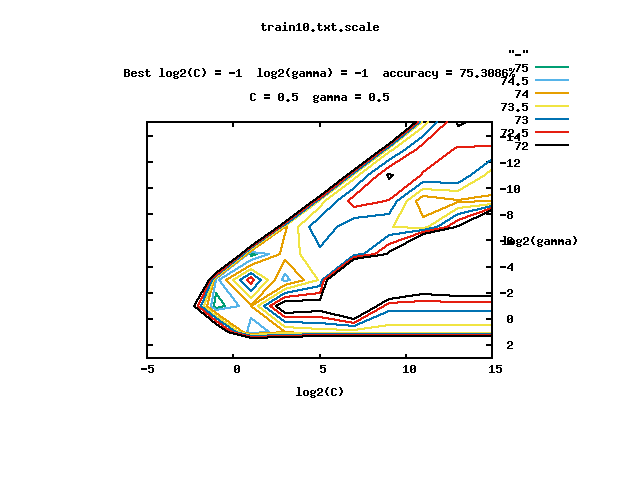 train10.txt.scale
"-"
Best log2(C) = -1  log2(gamma) = -1  accuracy = 75.3086%
75
74.5
C = 0.5  gamma = 0.5
74
73.5
73
72.5
72
-14
-12
-10
-8
-6
log2(gamma)
-4
-2
0
2
-5 0 5 10 15
log2(C)